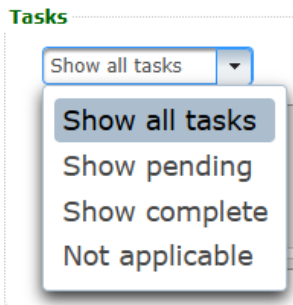 Tasks
Show all tasks
Show all tasks
Show pending
Show complete
Not applicable